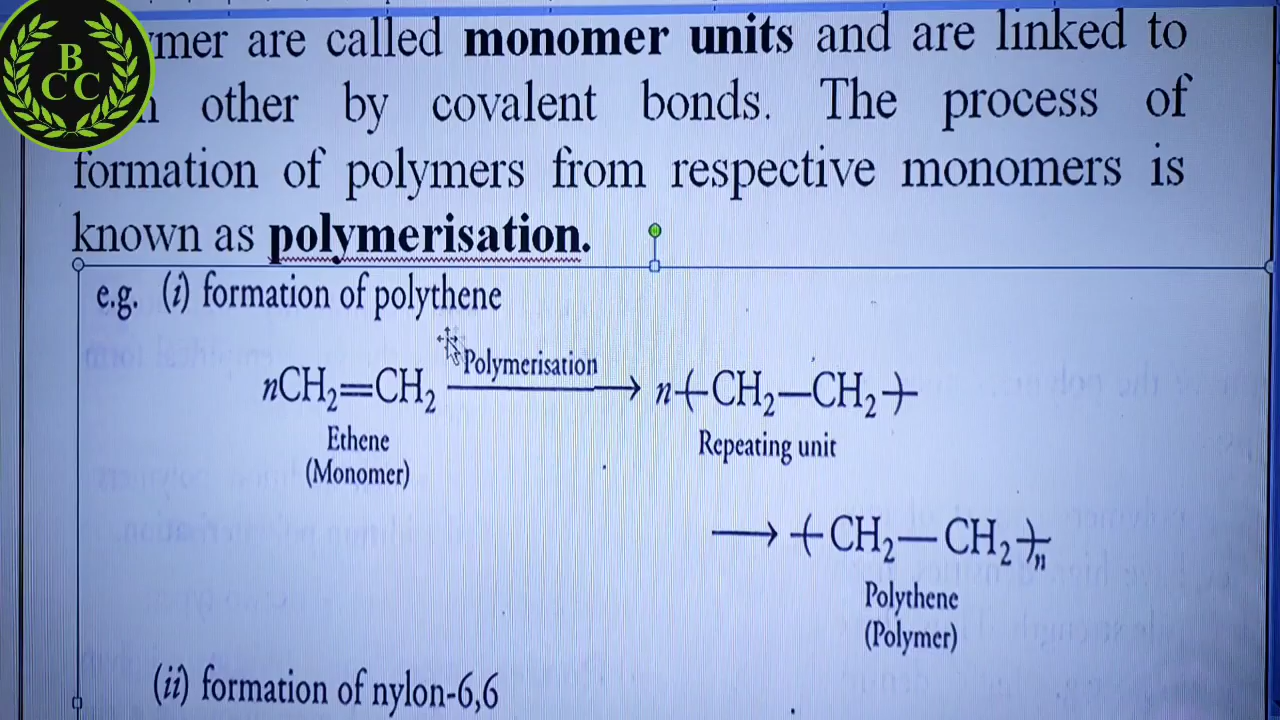 B
CC
are called monomer units and are linked to
other by covalent bonds. The process of
formation of polymers from respective monomers is
known as polymerisation.
e.g. (i) formation of polythene
nCH₂=CH₂ Polymerisation → n(CH₂—CH₂)
Ethene
(Monomer)
Repeating unit
→ (CH₂—CH₂)n
Polythene
(Polymer)
(ii) formation of nylon-6,6